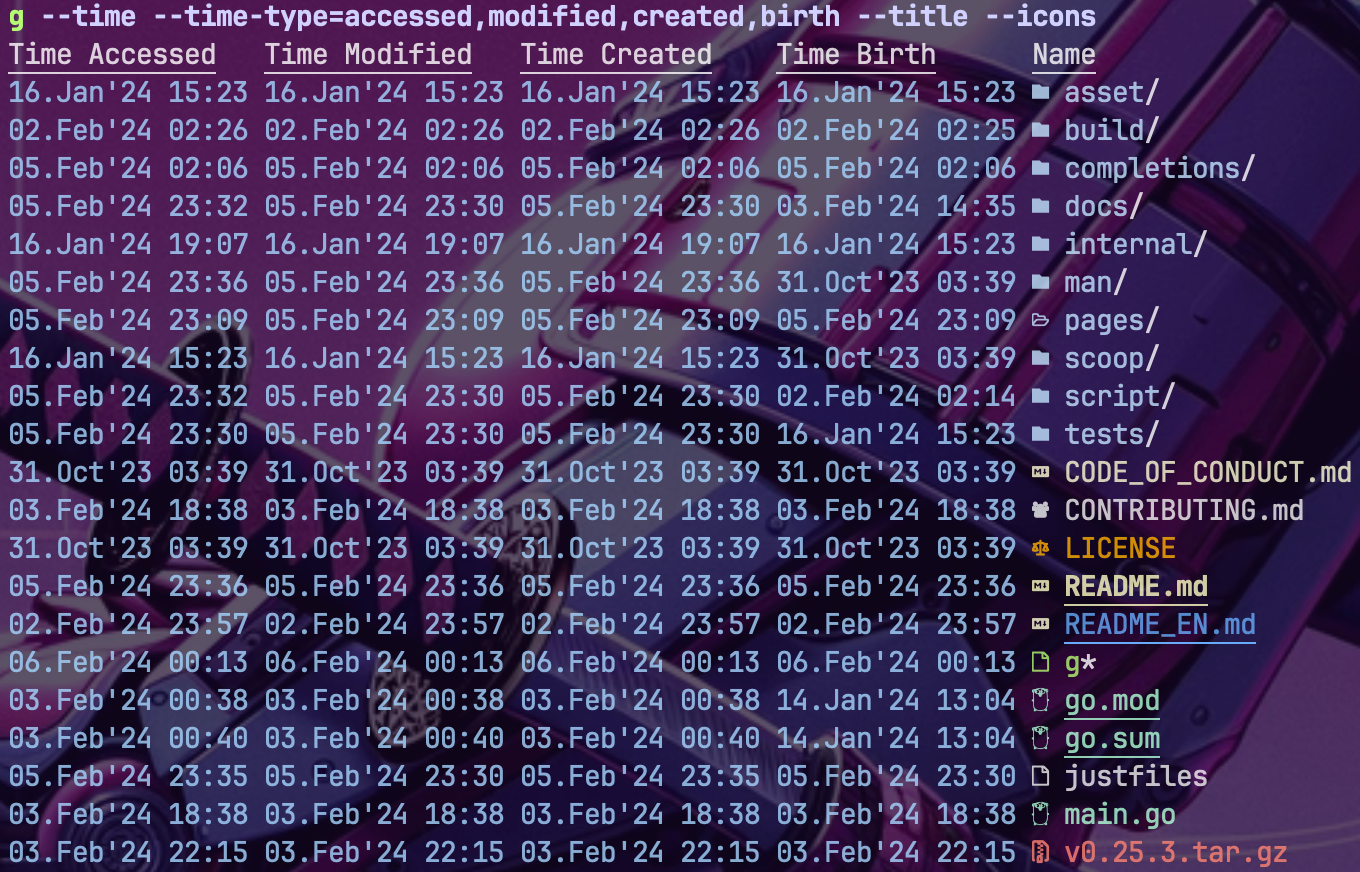 g --time --time-type=accessed,modified,created,birth --title --icons
Time Accessed Time Modified Time Created Time Birth Name
16.Jan'24 15:23 16.Jan'24 15:23 16.Jan'24 15:23 16.Jan'24 15:23 asset/
02.Feb'24 02:26 02.Feb'24 02:26 02.Feb'24 02:26 02.Feb'24 02:25 build/
05.Feb'24 02:06 05.Feb'24 02:06 05.Feb'24 02:06 05.Feb'24 02:06 completions/
05.Feb'24 23:32 05.Feb'24 23:30 05.Feb'24 23:30 03.Feb'24 14:35 docs/
16.Jan'24 19:07 16.Jan'24 19:07 16.Jan'24 19:07 16.Jan'24 15:23 internal/
05.Feb'24 23:36 05.Feb'24 23:36 05.Feb'24 23:36 31.Oct'23 03:39 man/
05.Feb'24 23:09 05.Feb'24 23:09 05.Feb'24 23:09 05.Feb'24 23:09 pages/
16.Jan'24 15:23 16.Jan'24 15:23 16.Jan'24 15:23 31.Oct'23 03:39 scoop/
05.Feb'24 23:32 05.Feb'24 23:30 05.Feb'24 23:30 02.Feb'24 02:14 script/
05.Feb'24 23:30 05.Feb'24 23:30 05.Feb'24 23:30 16.Jan'24 15:23 tests/
31.Oct'23 03:39 31.Oct'23 03:39 31.Oct'23 03:39 31.Oct'23 03:39 CODE_OF_CONDUCT.md
03.Feb'24 18:38 03.Feb'24 18:38 03.Feb'24 18:38 03.Feb'24 18:38 CONTRIBUTING.md
31.Oct'23 03:39 31.Oct'23 03:39 31.Oct'23 03:39 31.Oct'23 03:39 LICENSE
05.Feb'24 23:36 05.Feb'24 23:36 05.Feb'24 23:36 05.Feb'24 23:36 README.md
02.Feb'24 23:57 02.Feb'24 23:57 02.Feb'24 23:57 02.Feb'24 23:57 README_EN.md
06.Feb'24 00:13 06.Feb'24 00:13 06.Feb'24 00:13 06.Feb'24 00:13 g*
03.Feb'24 00:38 03.Feb'24 00:38 03.Feb'24 00:38 14.Jan'24 13:04 go.mod
03.Feb'24 00:40 03.Feb'24 00:40 03.Feb'24 00:40 14.Jan'24 13:04 go.sum
05.Feb'24 23:35 05.Feb'24 23:30 05.Feb'24 23:35 05.Feb'24 23:30 justfiles
03.Feb'24 18:38 03.Feb'24 18:38 03.Feb'24 18:38 03.Feb'24 18:38 main.go
03.Feb'24 22:15 03.Feb'24 22:15 03.Feb'24 22:15 03.Feb'24 22:15 v0.25.3.tar.gz